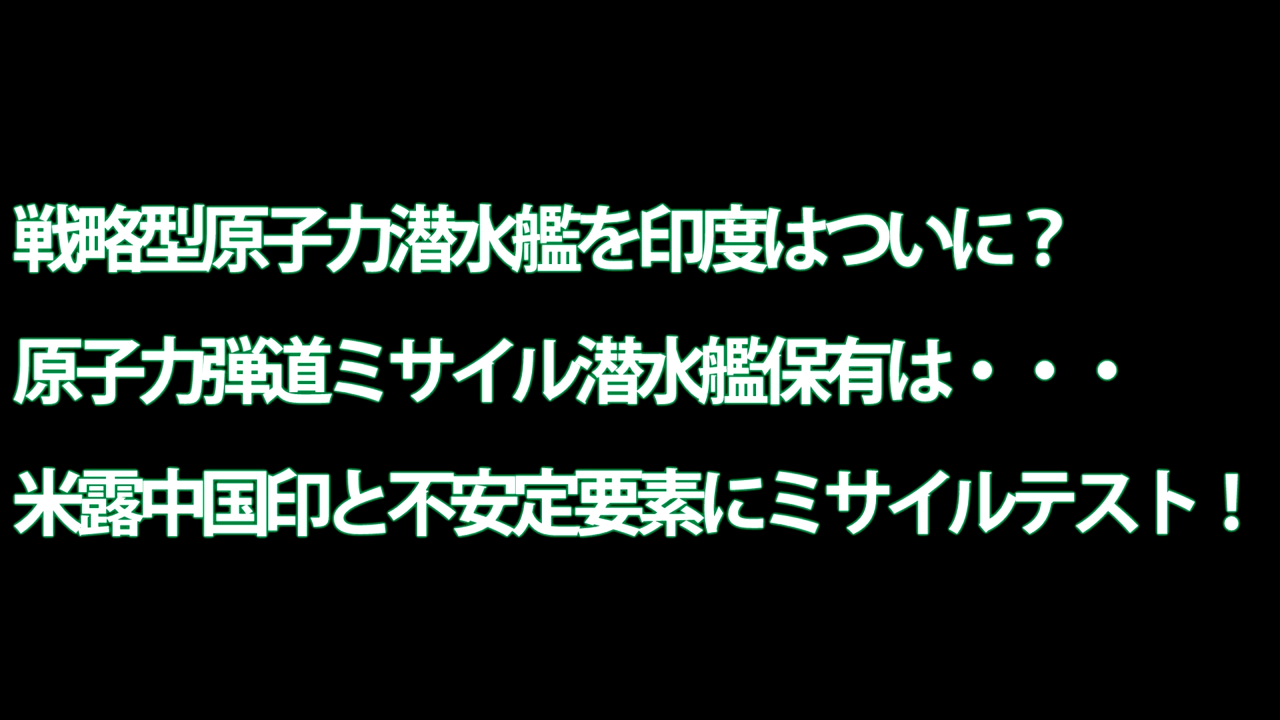 戦略型原子力潜水艦を印度はついに？
原子力弾道ミサイル潜水艦保有は・・・
米露中国印と不安定要素にミサイルテスト！